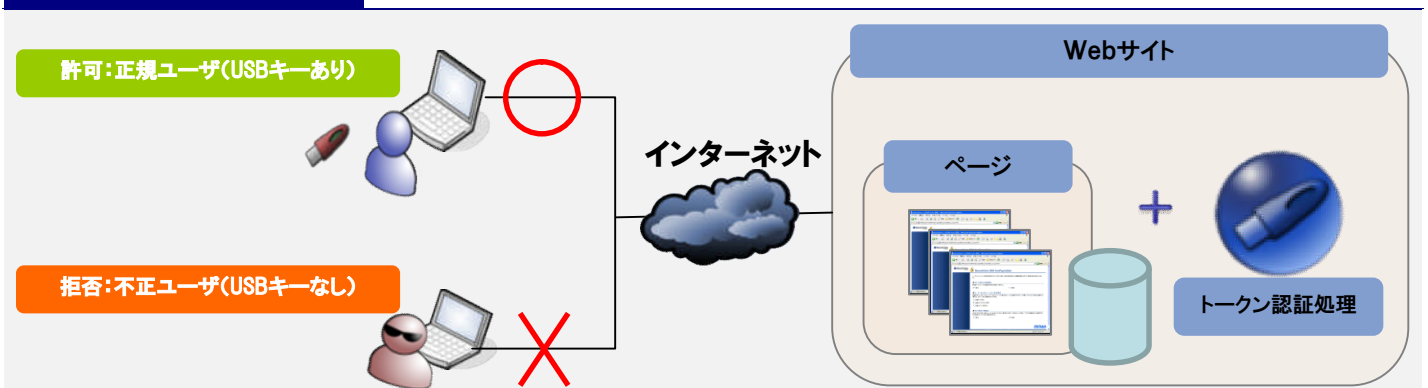 許可：正規ユーザ(USBキーあり)
Webサイト
インターネット
ページ
拒否：不正ユーザ(USBキーなし)
トークン認証処理